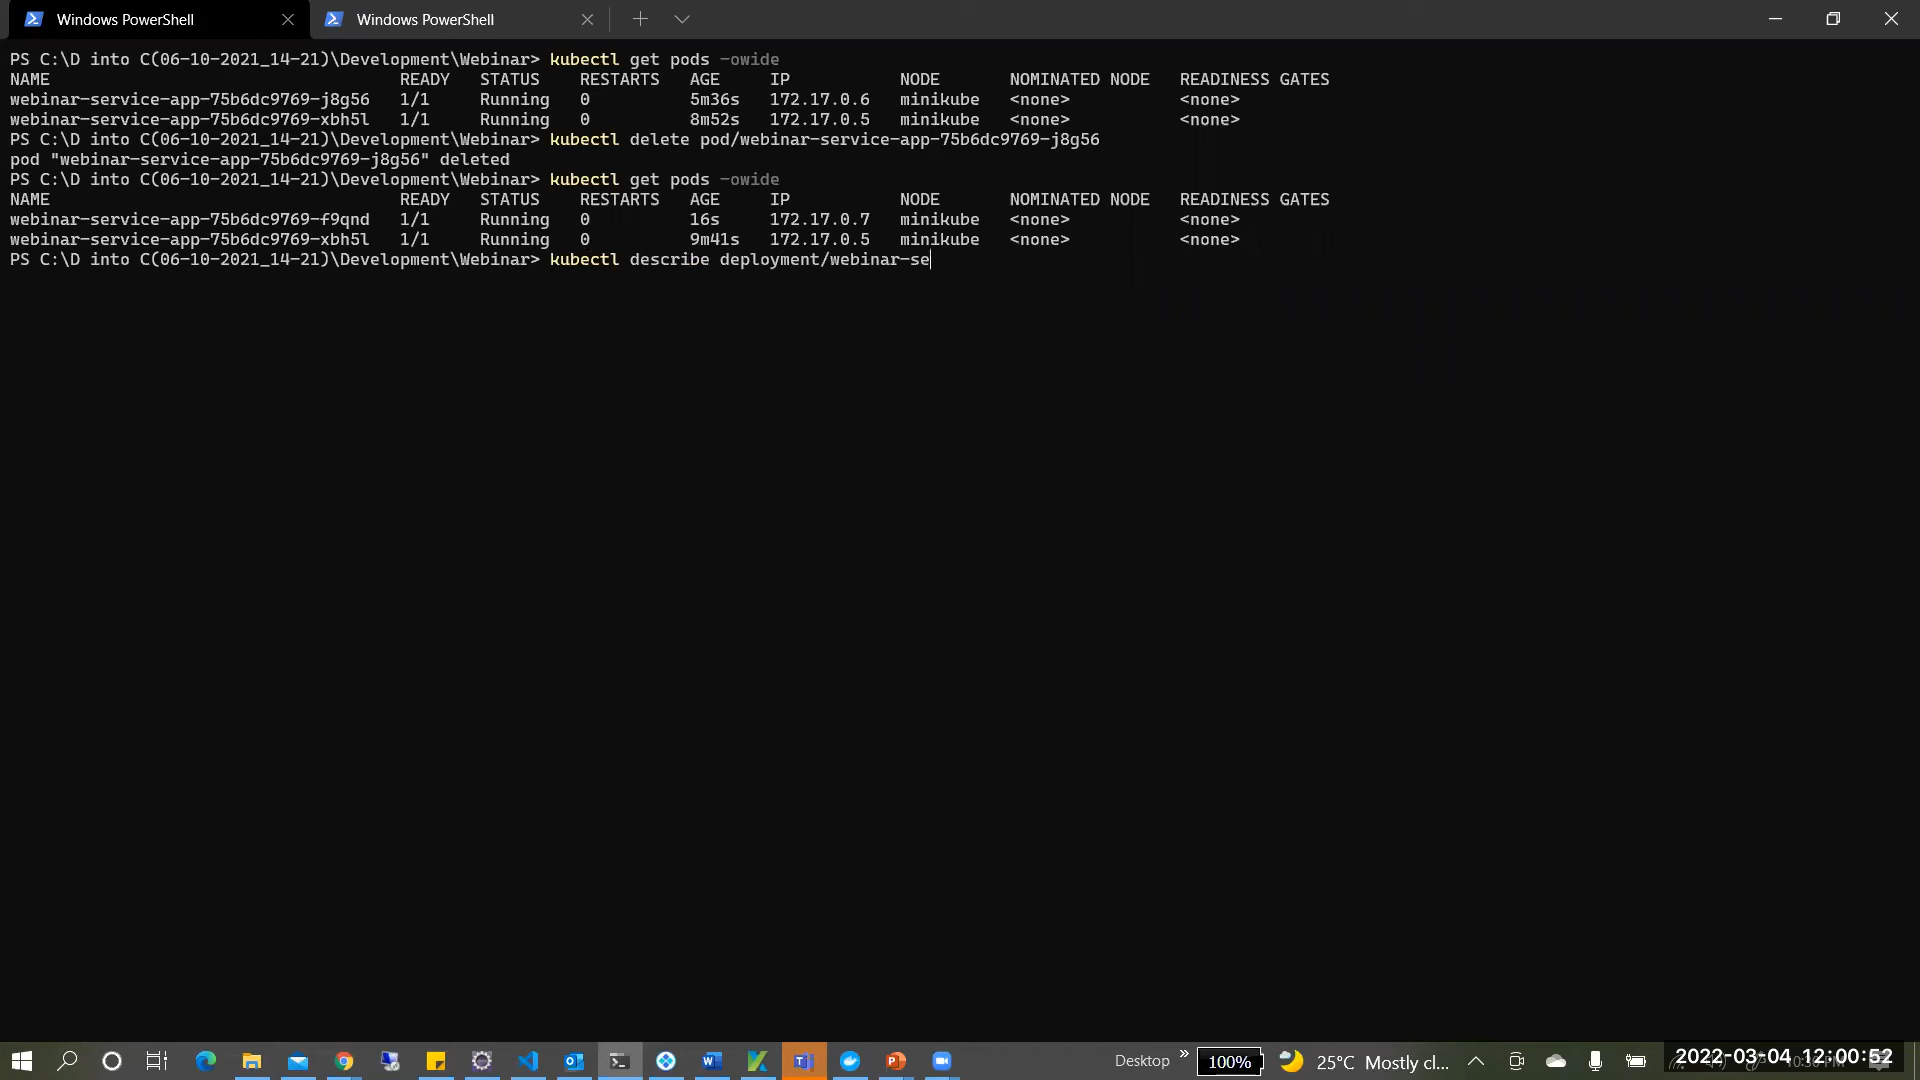 Windows PowerShell Windows PowerShell
PS C:\D into C(06-10-2021_14-21)\Development\Webinar> kubectl get pods -owide
NAME READY STATUS RESTARTS AGE IP NODE NOMINATED NODE READINESS GATES
webinar-service-app-75b6dc9769-j8g56 1/1 Running 0 5m36s 172.17.0.6 minikube <none> <none>
webinar-service-app-75b6dc9769-xbh5l 1/1 Running 0 8m52s 172.17.0.5 minikube <none> <none>
PS C:\D into C(06-10-2021_14-21)\Development\Webinar> kubectl delete pod/webinar-service-app-75b6dc9769-j8g56
pod "webinar-service-app-75b6dc9769-j8g56" deleted
PS C:\D into C(06-10-2021_14-21)\Development\Webinar> kubectl get pods -owide
NAME READY STATUS RESTARTS AGE IP NODE NOMINATED NODE READINESS GATES
webinar-service-app-75b6dc9769-f9qnd 1/1 Running 0 16s 172.17.0.7 minikube <none> <none>
webinar-service-app-75b6dc9769-xbh5l 1/1 Running 0 9m41s 172.17.0.5 minikube <none> <none>
PS C:\D into C(06-10-2021_14-21)\Development\Webinar> kubectl describe deployment/webinar-se
Desktop » 100% 25°C Mostly cl... 2022-03-04 12:00:52